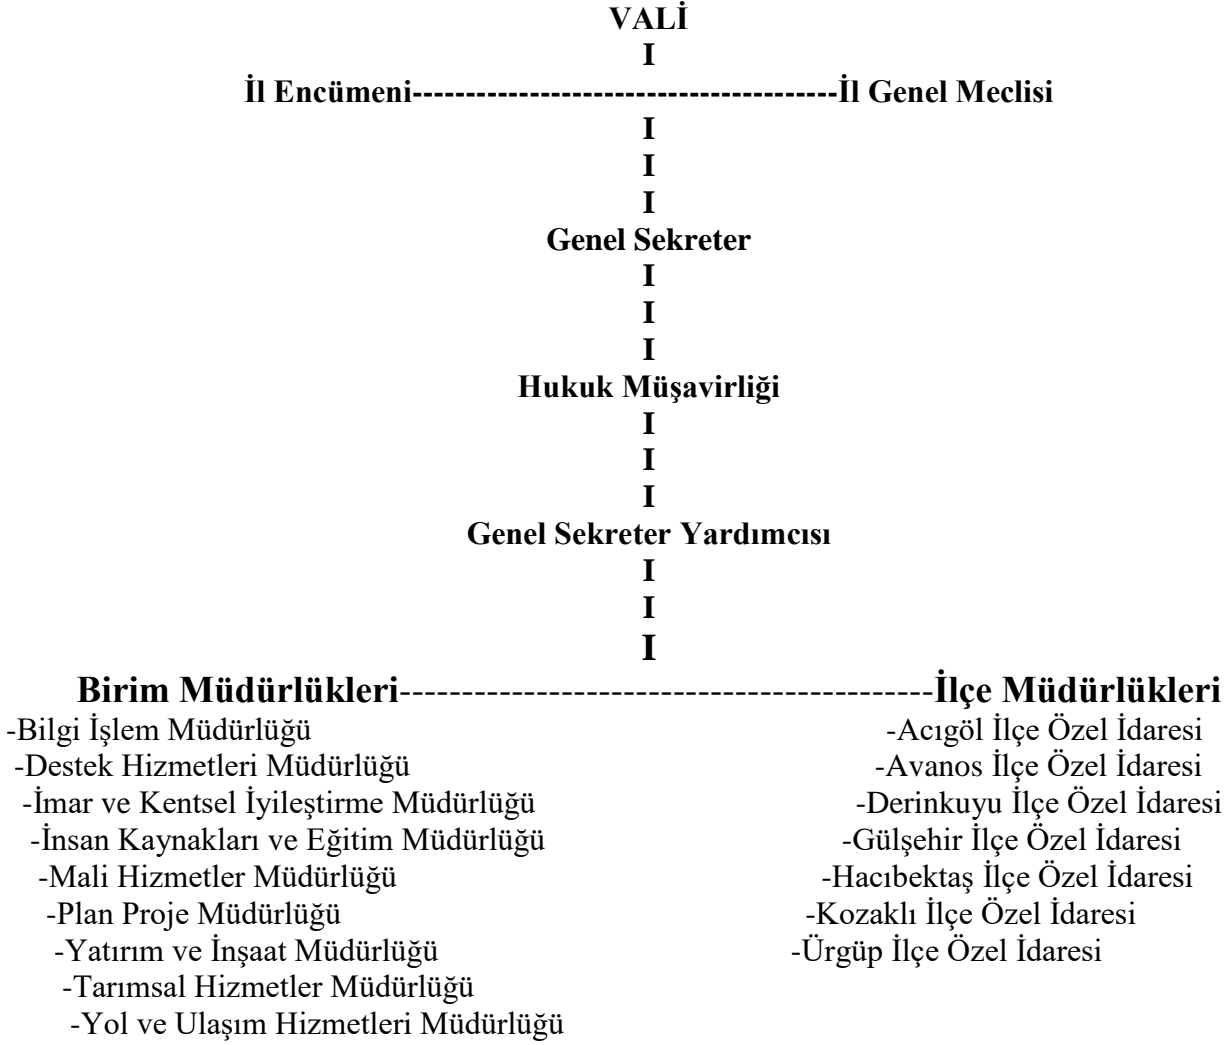 VALİ
I
İl Encümeni----------------------------------------İl Genel Meclisi
I
I
I
Genel Sekreter
I
I
I
Hukuk Müşavirliği
I
I
I
Genel Sekreter Yardımcısı
I
I
I
Birim Müdürlükleri-------------------------------------------İlçe Müdürlükleri
-Bilgi İşlem Müdürlüğü -Acıgöl İlçe Özel İdaresi
-Destek Hizmetleri Müdürlüğü -Avanos İlçe Özel İdaresi
-İmar ve Kentsel İyileştirme Müdürlüğü -Derinkuyu İlçe Özel İdaresi
-İnsan Kaynakları ve Eğitim Müdürlüğü -Gülşehir İlçe Özel İdaresi
-Mali Hizmetler Müdürlüğü -Hacıbektaş İlçe Özel İdaresi
-Plan Proje Müdürlüğü -Kozaklı İlçe Özel İdaresi
-Yatırım ve İnşaat Müdürlüğü -Ürgüp İlçe Özel İdaresi
-Tarımsal Hizmetler Müdürlüğü
-Yol ve Ulaşım Hizmetleri Müdürlüğü